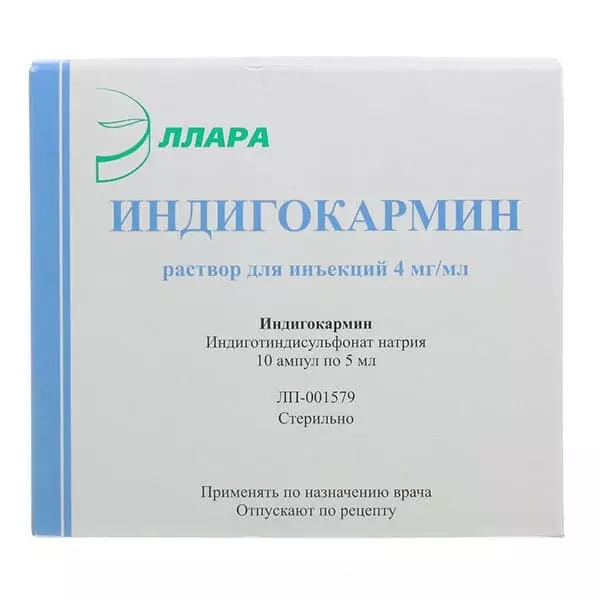 ЭЛЛАРА
ИНДИГОКАРМИН
раствор для инъекций 4 мг/мл
Индигокармин
Индиготиндисульфонат натрия
10 ампул по 5 мл
ЛП-001579
Стерильно
Применять по назначению врача
Отпускают по рецепту